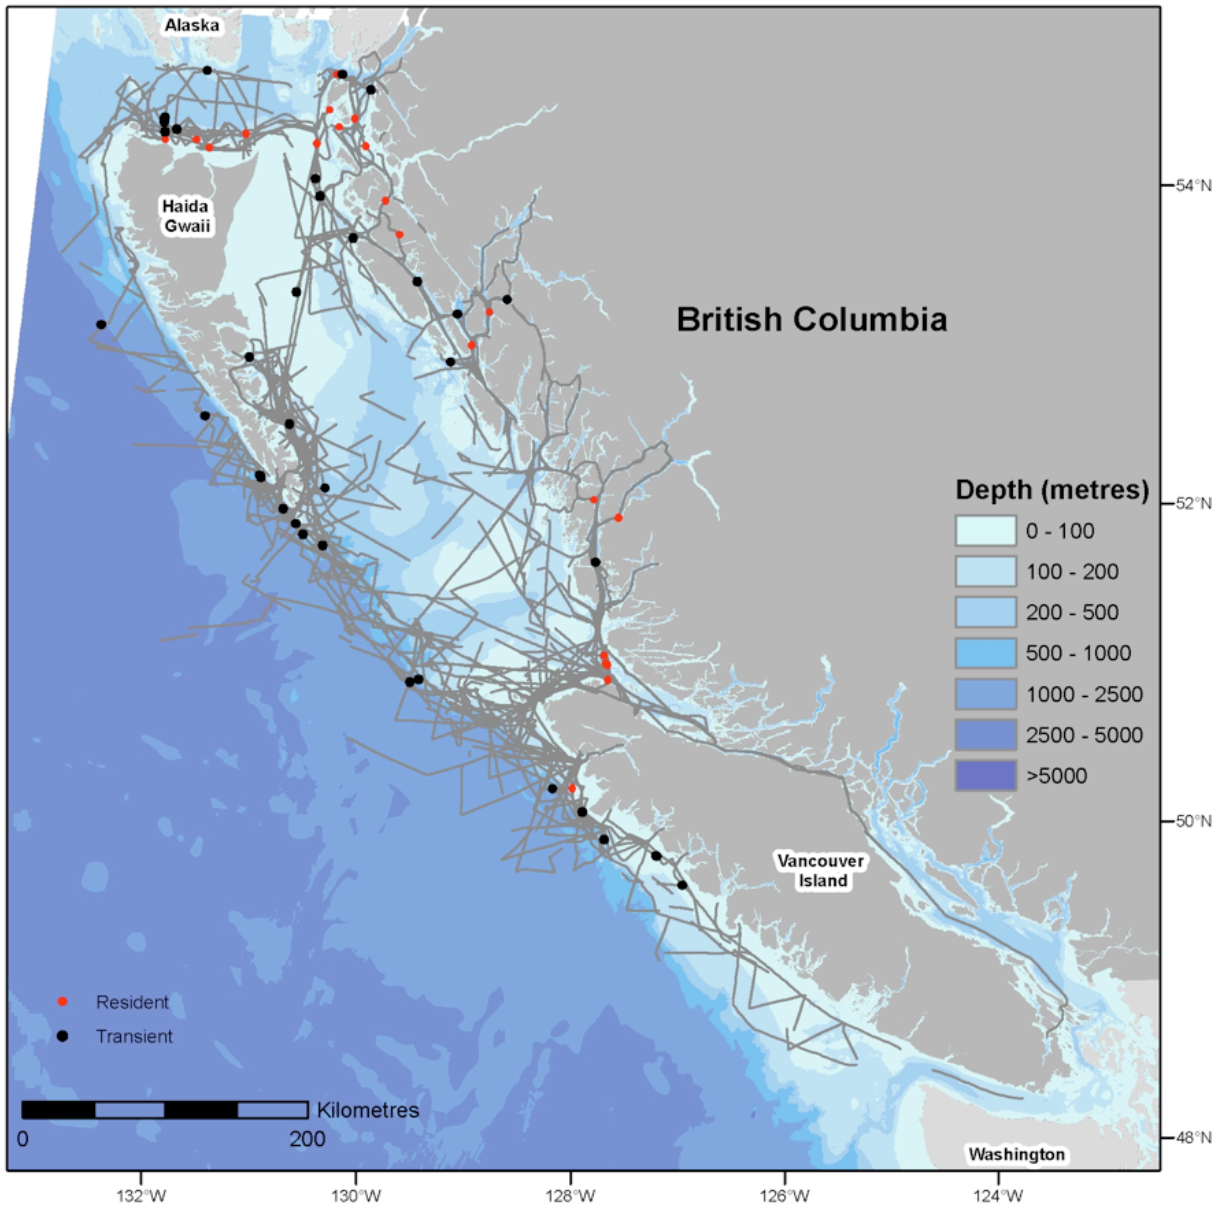 Alaska
Haida
Gwaii
54°N
British Columbia
Depth (metres)
0 - 100
100 - 200
200 - 500
500 - 1000
1000 - 2500
2500 - 5000
>5000
52°N
50°N
Vancouver
Island
Resident
Transient
Kilometres
0
200
Washington
48°N
132°W
130°W
128°W
126°W
124°W